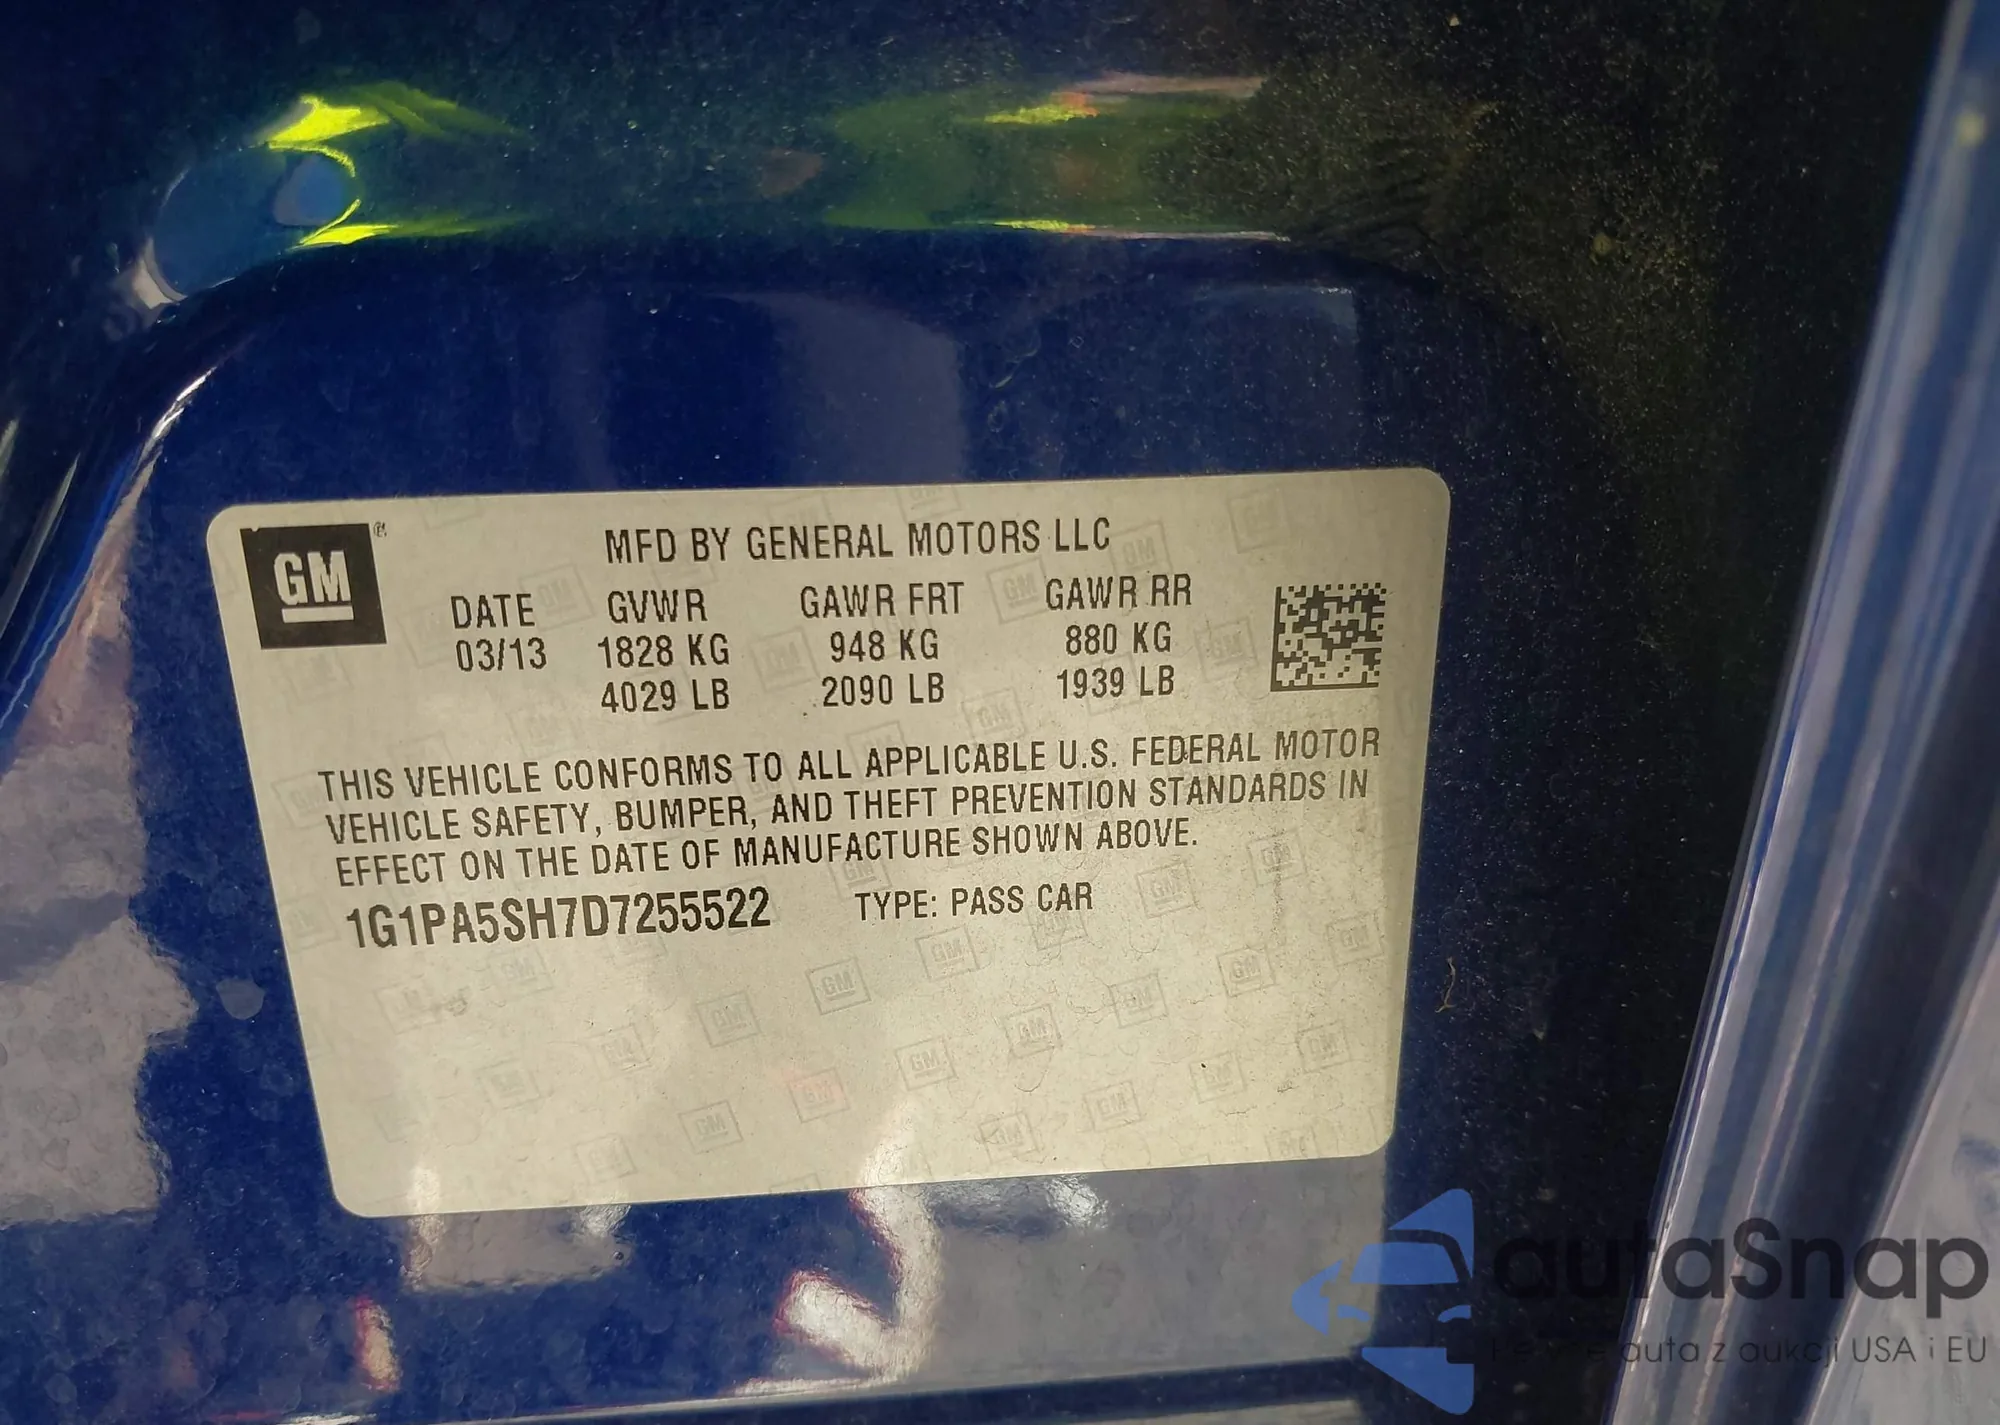 GM
MFD BY GENERAL MOTORS LLC
DATE GVWR GAWR FRT GAWR RR
03/13 1828 KG 948 KG 880 KG
4029 LB 2090 LB 1939 LB
THIS VEHICLE CONFORMS TO ALL APPLICABLE U.S. FEDERAL MOTOR
VEHICLE SAFETY, BUMPER, AND THEFT PREVENTION STANDARDS IN
EFFECT ON THE DATE OF MANUFACTURE SHOWN ABOVE.
1G1PA5SH7D7255522 TYPE: PASS CAR
autaSnap
auta z aukcji USA i EU